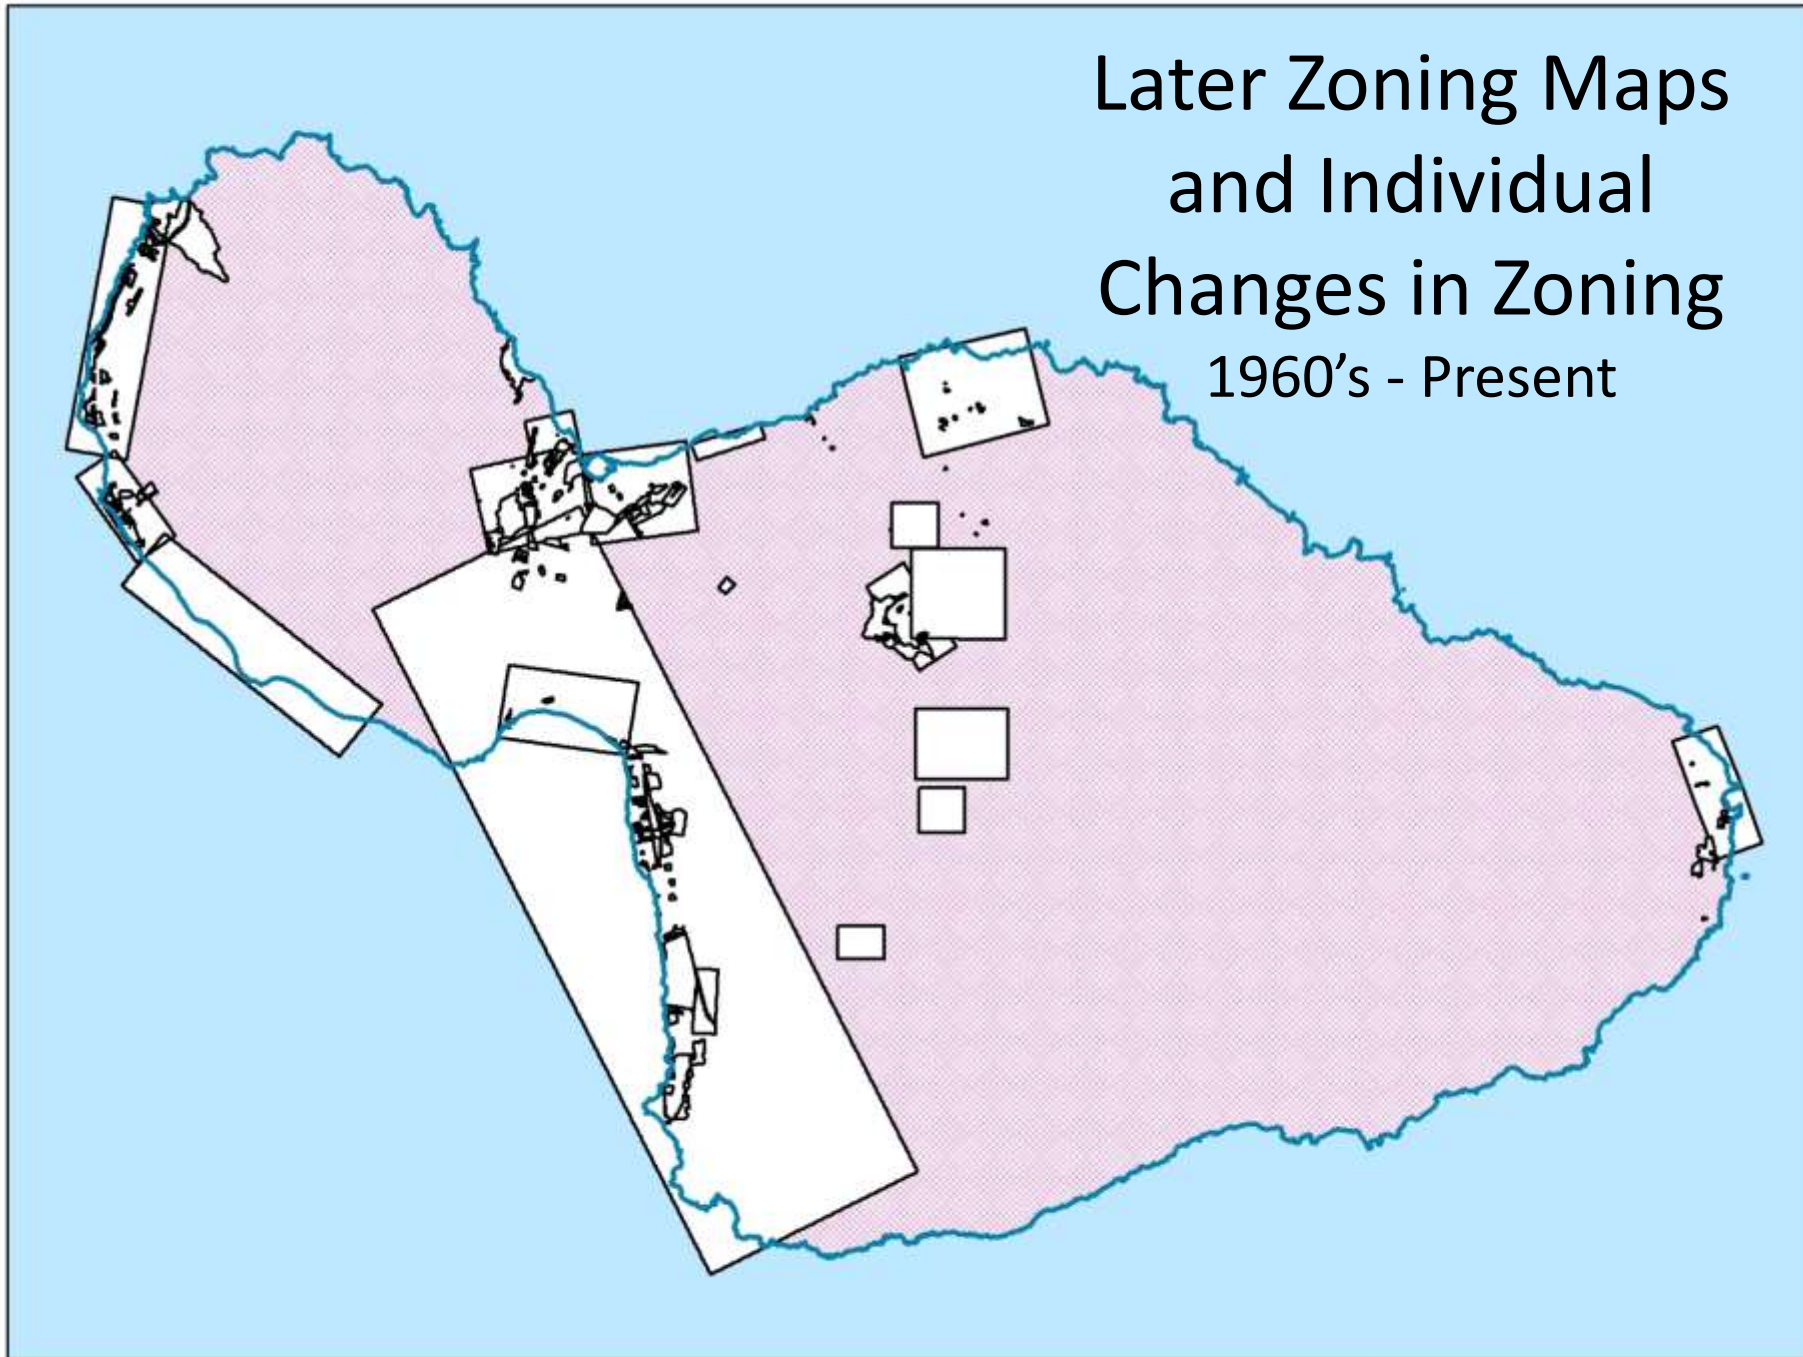 Later Zoning Maps
and Individual
Changes in Zoning
1960’s - Present